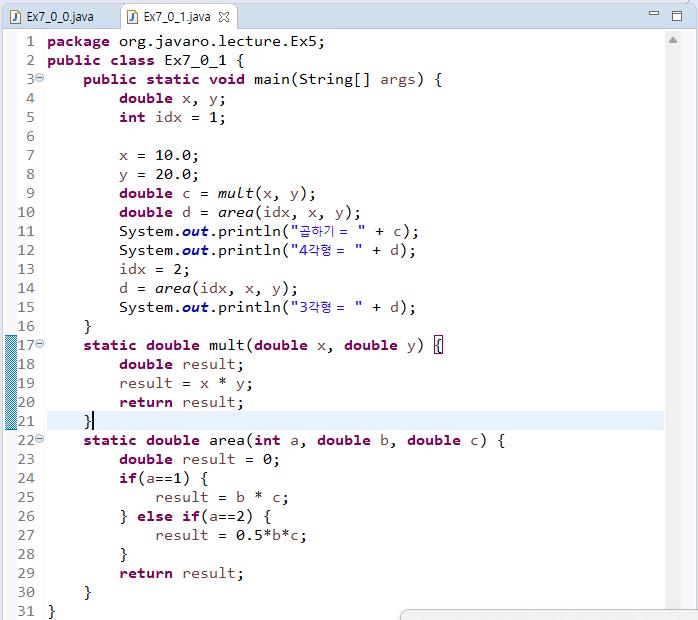 Ex7_0_0.java Ex7_0_1.java
1 package org.javaro.lecture.Ex5;
2 public class Ex7_0_1 {
3 public static void main(String[] args) {
4 double x, y;
5 int idx = 1;
6
7 x = 10.0;
8 y = 20.0;
9 double c = mult(x, y);
10 double d = area(idx, x, y);
11 System.out.println("곱하기 = " + c);
12 System.out.println("4각형 = " + d);
13 idx = 2;
14 d = area(idx, x, y);
15 System.out.println("3각형 = " + d);
16 }
17 static double mult(double x, double y) {
18 double result;
19 result = x * y;
20 return result;
21 }
22 static double area(int a, double b, double c) {
23 double result = 0;
24 if(a==1) {
25 result = b * c;
26 } else if(a==2) {
27 result = 0.5*b*c;
28 }
29 return result;
30 }
31 }